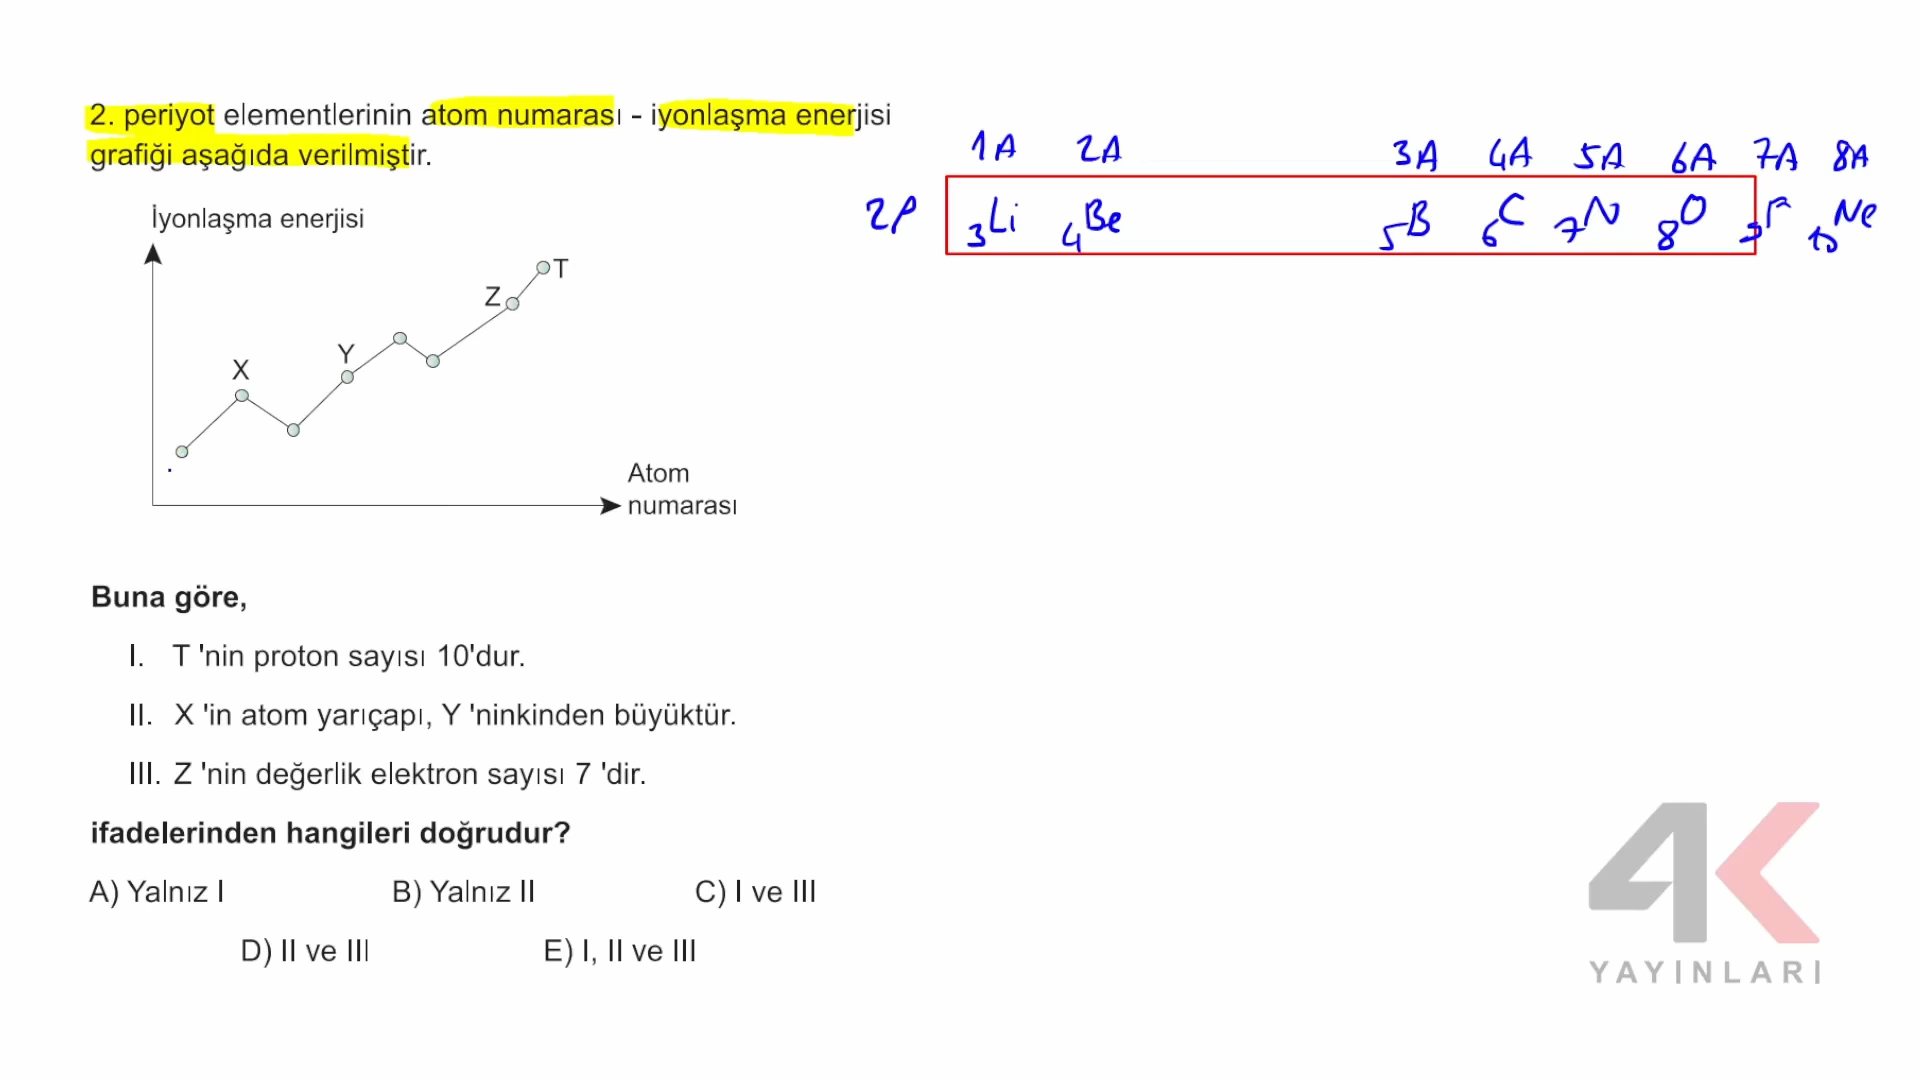 2. periyot elementlerinin atom numarası - iyonlaşma enerjisi
grafiği aşağıda verilmiştir.
İyonlaşma enerjisi
T
Z
Y
X
Atom
numarası
1A 2A 3A 4A 5A 6A 7A 8A
2P 3Li 4Be 5B 6C 7N 8O 9F 10Ne
Buna göre,
I. T 'nin proton sayısı 10'dur.
II. X 'in atom yarıçapı, Y 'ninkinden büyüktür.
III. Z 'nin değerlik elektron sayısı 7 'dir.
ifadelerinden hangileri doğrudur?
A) Yalnız I B) Yalnız II C) I ve III
D) II ve III E) I, II ve III
4K
YAYINLARI